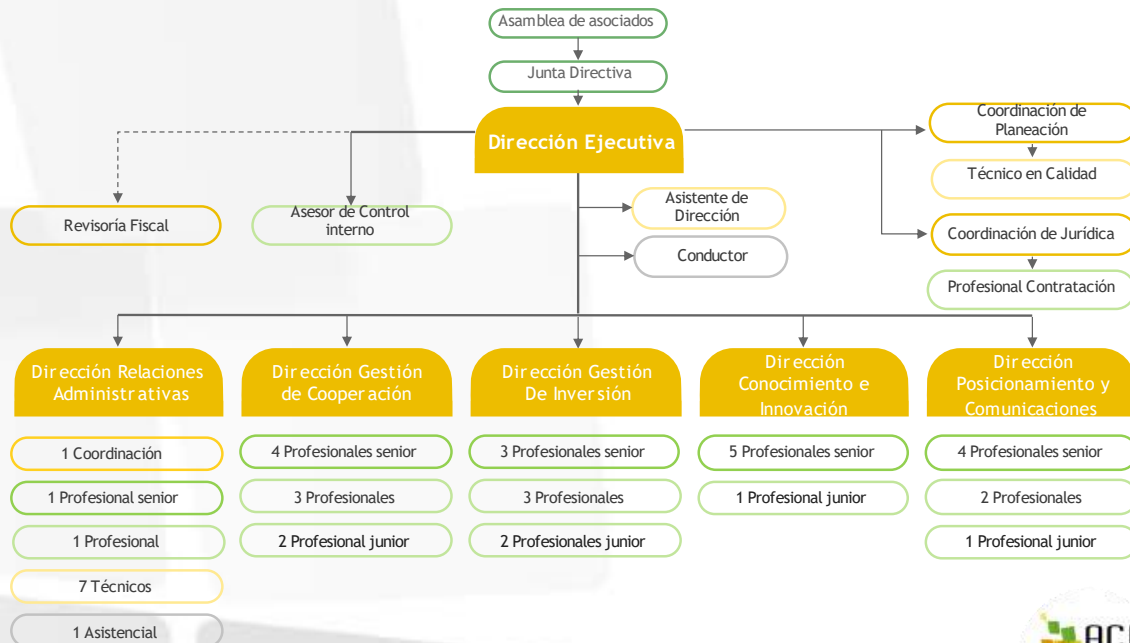 Asamblea de asociados
Junta Directiva
Dirección Ejecutiva
Coordinación de
Planeación
Técnico en Calidad
Coordinación de Jurídica
Profesional Contratación
Asistente de
Dirección
Conductor
Revisoría Fiscal
Asesor de Control
interno
Dirección Relaciones
Administrativas
1 Coordinación
1 Profesional senior
1 Profesional
7 Técnicos
1 Asistencial
Dirección Gestión
de Cooperación
4 Profesionales senior
3 Profesionales
2 Profesional junior
Dirección Gestión
De Inversión
3 Profesionales senior
3 Profesionales
2 Profesionales junior
Dirección
Conocimiento e
Innovación
5 Profesionales senior
1 Profesional junior
Dirección
Posicionamiento y
Comunicaciones
4 Profesionales senior
2 Profesionales
1 Profesional junior